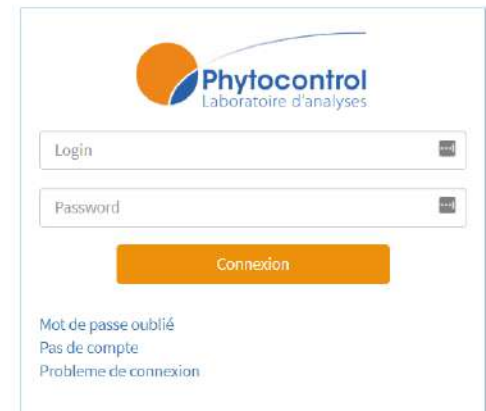 Phytocontrol
Laboratoire d'analyses
Login
Password
Connexion
Mot de passe oublié
Pas de compte
Probleme de connexion